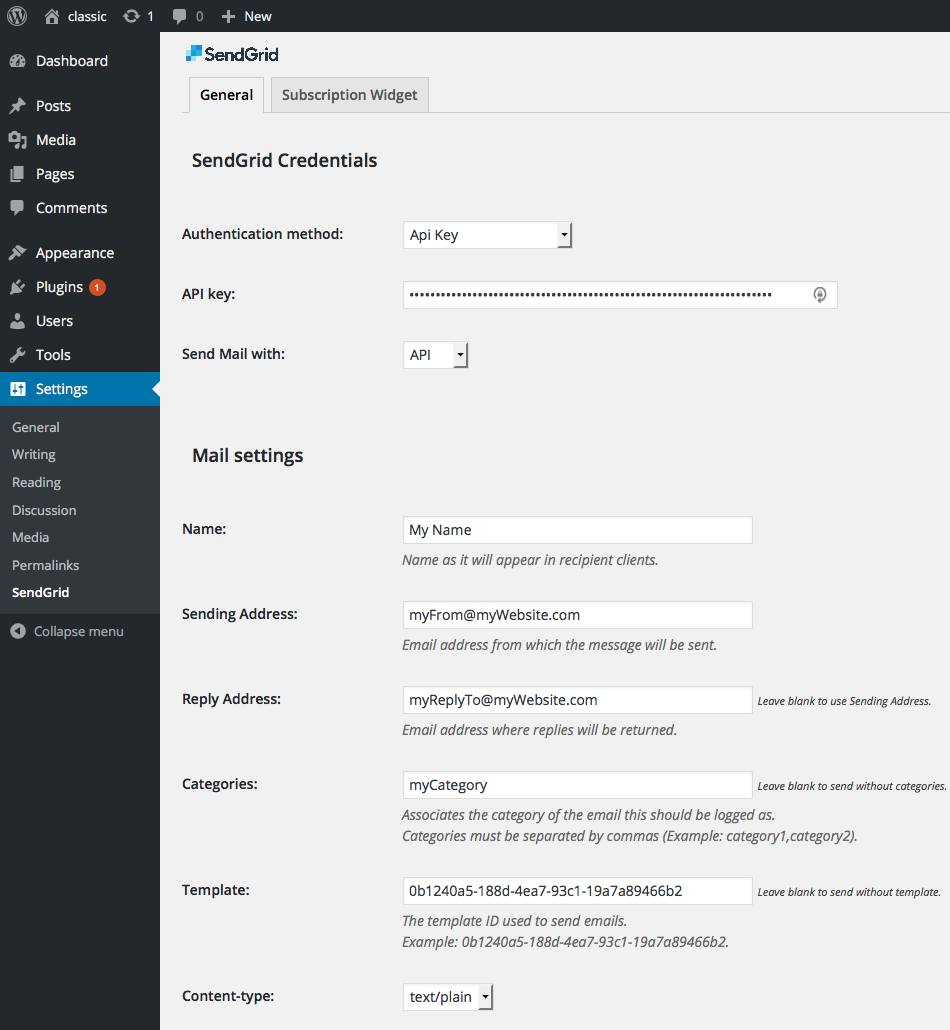 classic 1 0 New
Dashboard
Posts
Media
Pages
Comments
Appearance
Plugins 1
Users
Tools
Settings
General
Writing
Reading
Discussion
Media
Permalinks
SendGrid
Collapse menu
SendGrid
General Subscription Widget
SendGrid Credentials
Authentication method: Api Key
API key:
Send Mail with: API
Mail settings
Name: My Name
Name as it will appear in recipient clients.
Sending Address: myFrom@myWebsite.com
Email address from which the message will be sent.
Reply Address: myReplyTo@myWebsite.com Leave blank to use Sending Address.
Email address where replies will be returned.
Categories: myCategory Leave blank to send without categories.
Associates the category of the email this should be logged as.
Categories must be separated by commas (Example: category1,category2).
Template: 0b1240a5-188d-4ea7-93c1-19a7a89466b2 Leave blank to send without template.
The template ID used to send emails.
Example: 0b1240a5-188d-4ea7-93c1-19a7a89466b2.
Content-type: text/plain